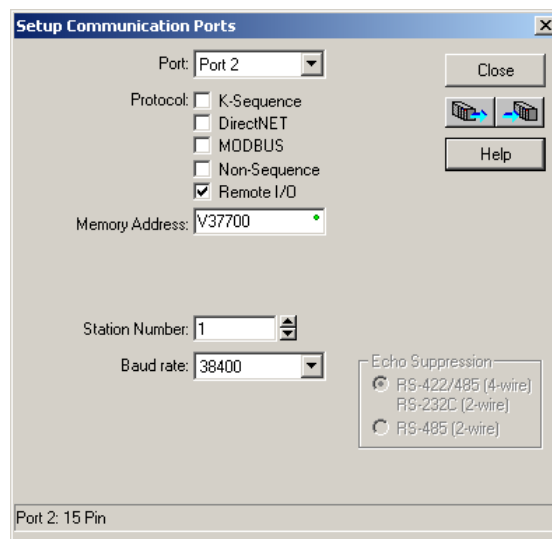 Setup Communication Ports
Port: Port 2
Close
Protocol: K-Sequence
DirectNET
MODBUS
Help
Non-Sequence
Remote I/O
Memory Address: V37700
Station Number: 1
Baud rate: 38400
Echo Suppression
RS-422/485 (4-wire)
RS-232C (2-wire)
RS-485 (2-wire)
Port 2: 15 Pin